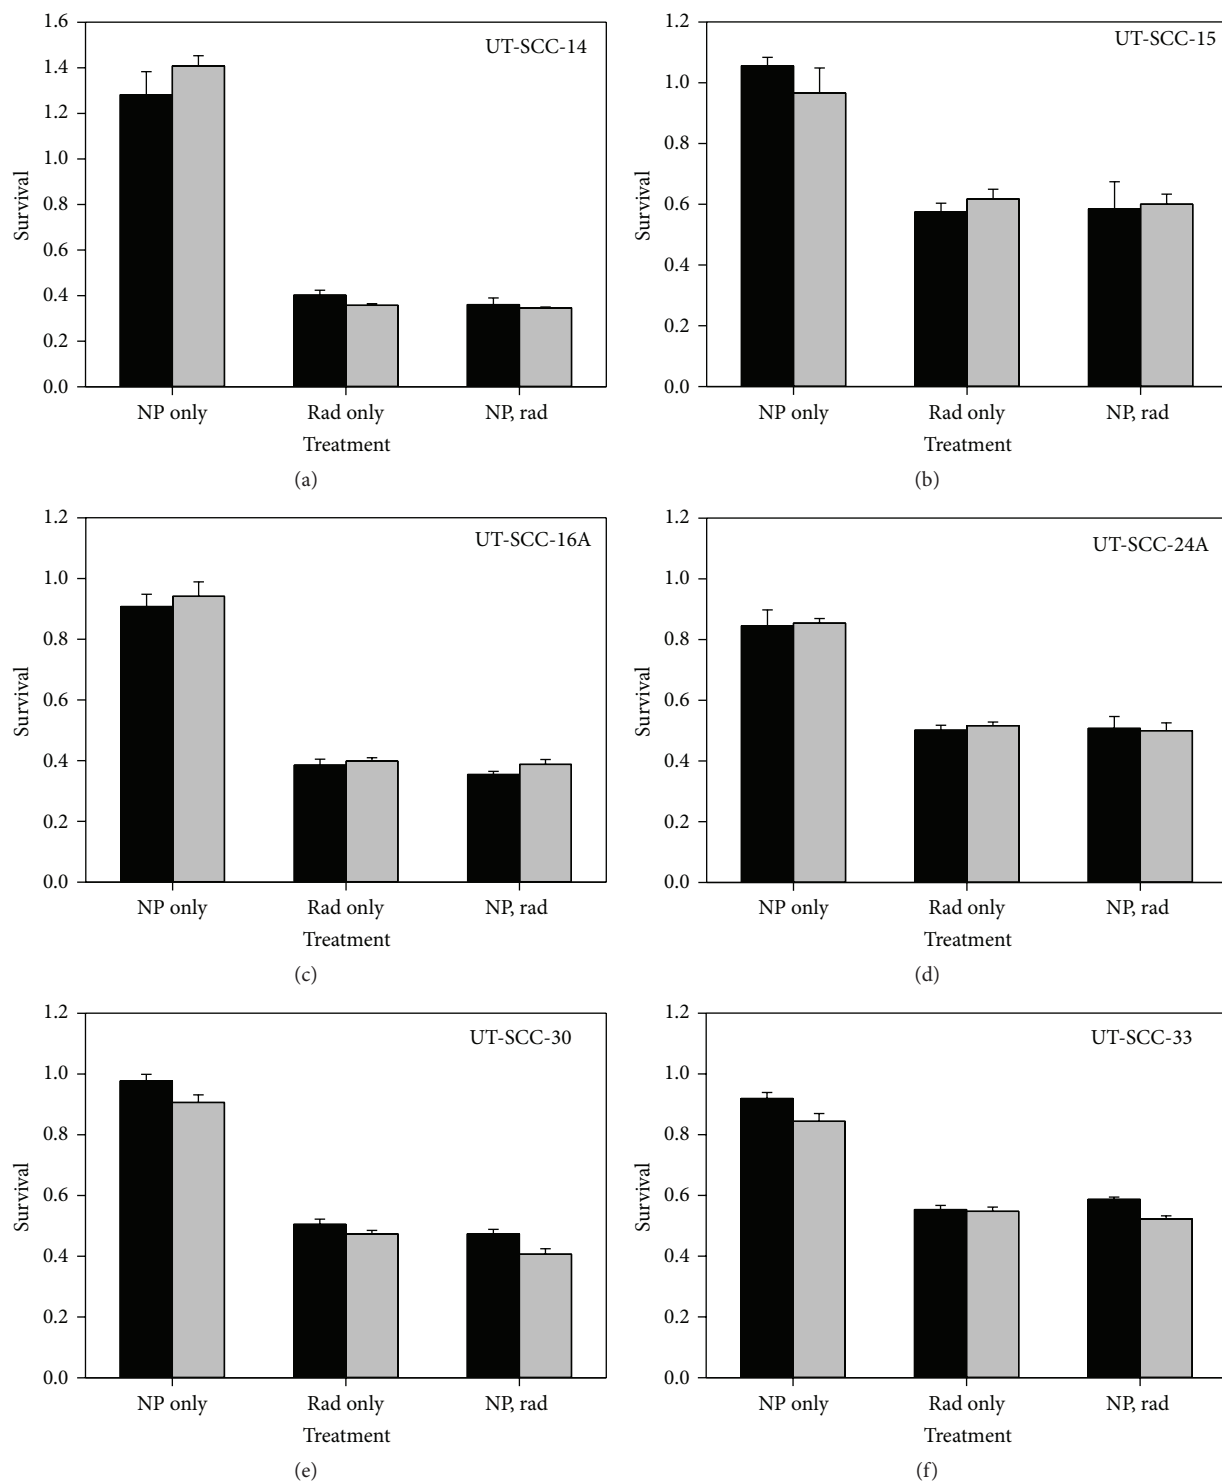 1.6
1.4
1.2
1.0
0.8
0.6
0.4
0.2
0.0
Survival
UT-SCC-14
NP only Rad only NP, rad
Treatment
(a)
1.2
1.0
0.8
0.6
0.4
0.2
0.0
Survival
UT-SCC-15
NP only Rad only NP, rad
Treatment
(b)
1.2
1.0
0.8
0.6
0.4
0.2
0.0
Survival
UT-SCC-16A
NP only Rad only NP, rad
Treatment
(c)
1.2
1.0
0.8
0.6
0.4
0.2
0.0
Survival
UT-SCC-24A
NP only Rad only NP, rad
Treatment
(d)
1.2
1.0
0.8
0.6
0.4
0.2
0.0
Survival
UT-SCC-30
NP only Rad only NP, rad
Treatment
(e)
1.2
1.0
0.8
0.6
0.4
0.2
0.0
Survival
UT-SCC-33
NP only Rad only NP, rad
Treatment
(f)